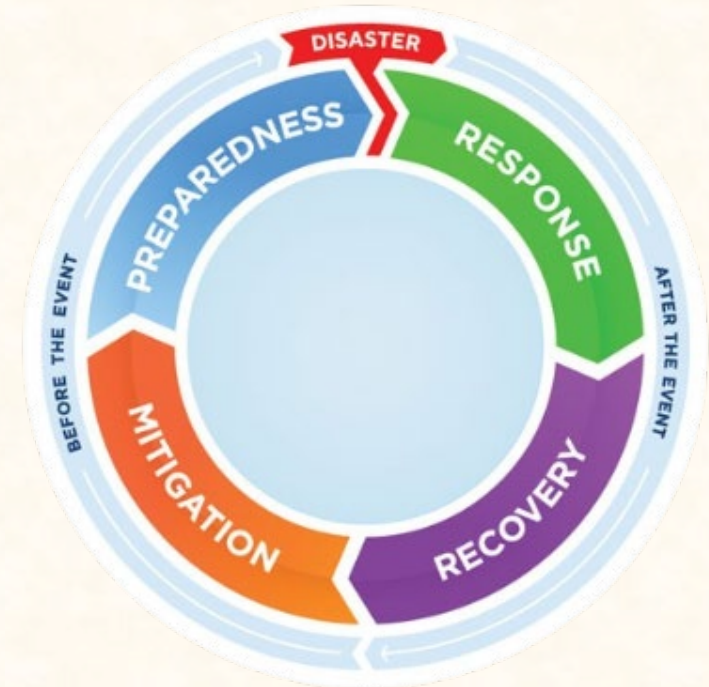 DISASTER
PREPAREDNESS
RESPONSE
BEFORE THE EVENT
AFTER THE EVENT
MITIGATION
RECOVERY